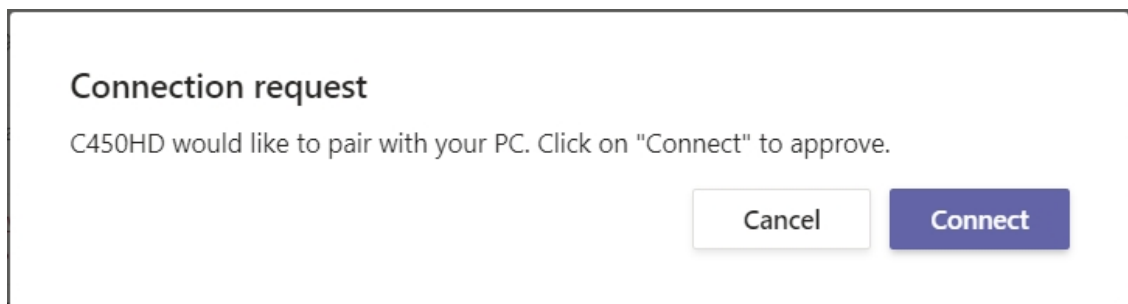 Connection request
C450HD would like to pair with your PC. Click on "Connect" to approve.
Cancel Connect